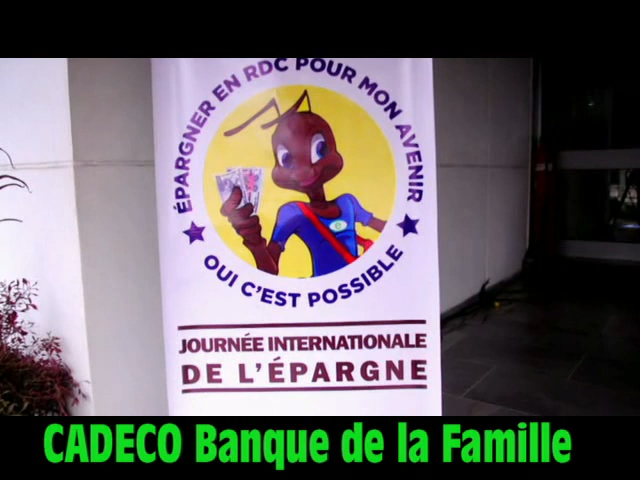 ÉPARGNER EN RDC POUR MON AVENIR
OUI C'EST POSSIBLE
JOURNÉE INTERNATIONALE
DE L'ÉPARGNE
CADECO Banque de la Famille